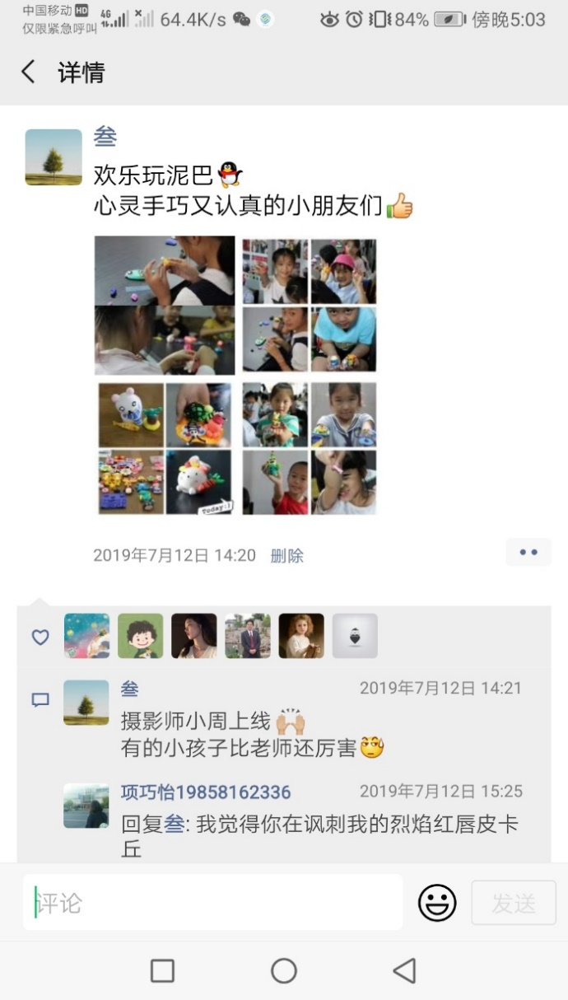 中国移动 HD 4G 64.4K/s 84% 傍晚5:03
仅限紧急呼叫
详情
叁
欢乐玩泥巴
心灵手巧又认真的小朋友们
Today:)
2019年7月12日 14:20 删除
叁 2019年7月12日 14:21
摄影师小周上线
有的小孩子比老师还厉害
项巧怡19858162336 2019年7月12日 15:25
回复叁: 我觉得你在讽刺我的烈焰红唇皮卡
丘
评论 发送